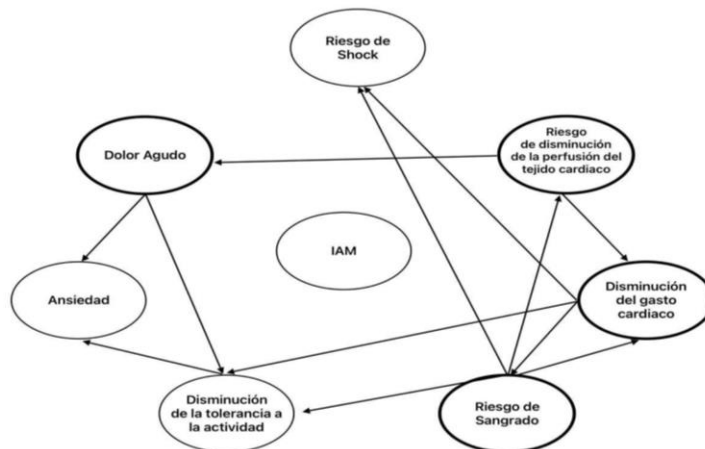 Riesgo de
Shock
Dolor Agudo
Riesgo
de disminución
de la perfusión del
tejido cardiaco
IAM
Ansiedad
Disminución
del gasto
cardiaco
Disminución
de la tolerancia a
la actividad
Riesgo de
Sangrado